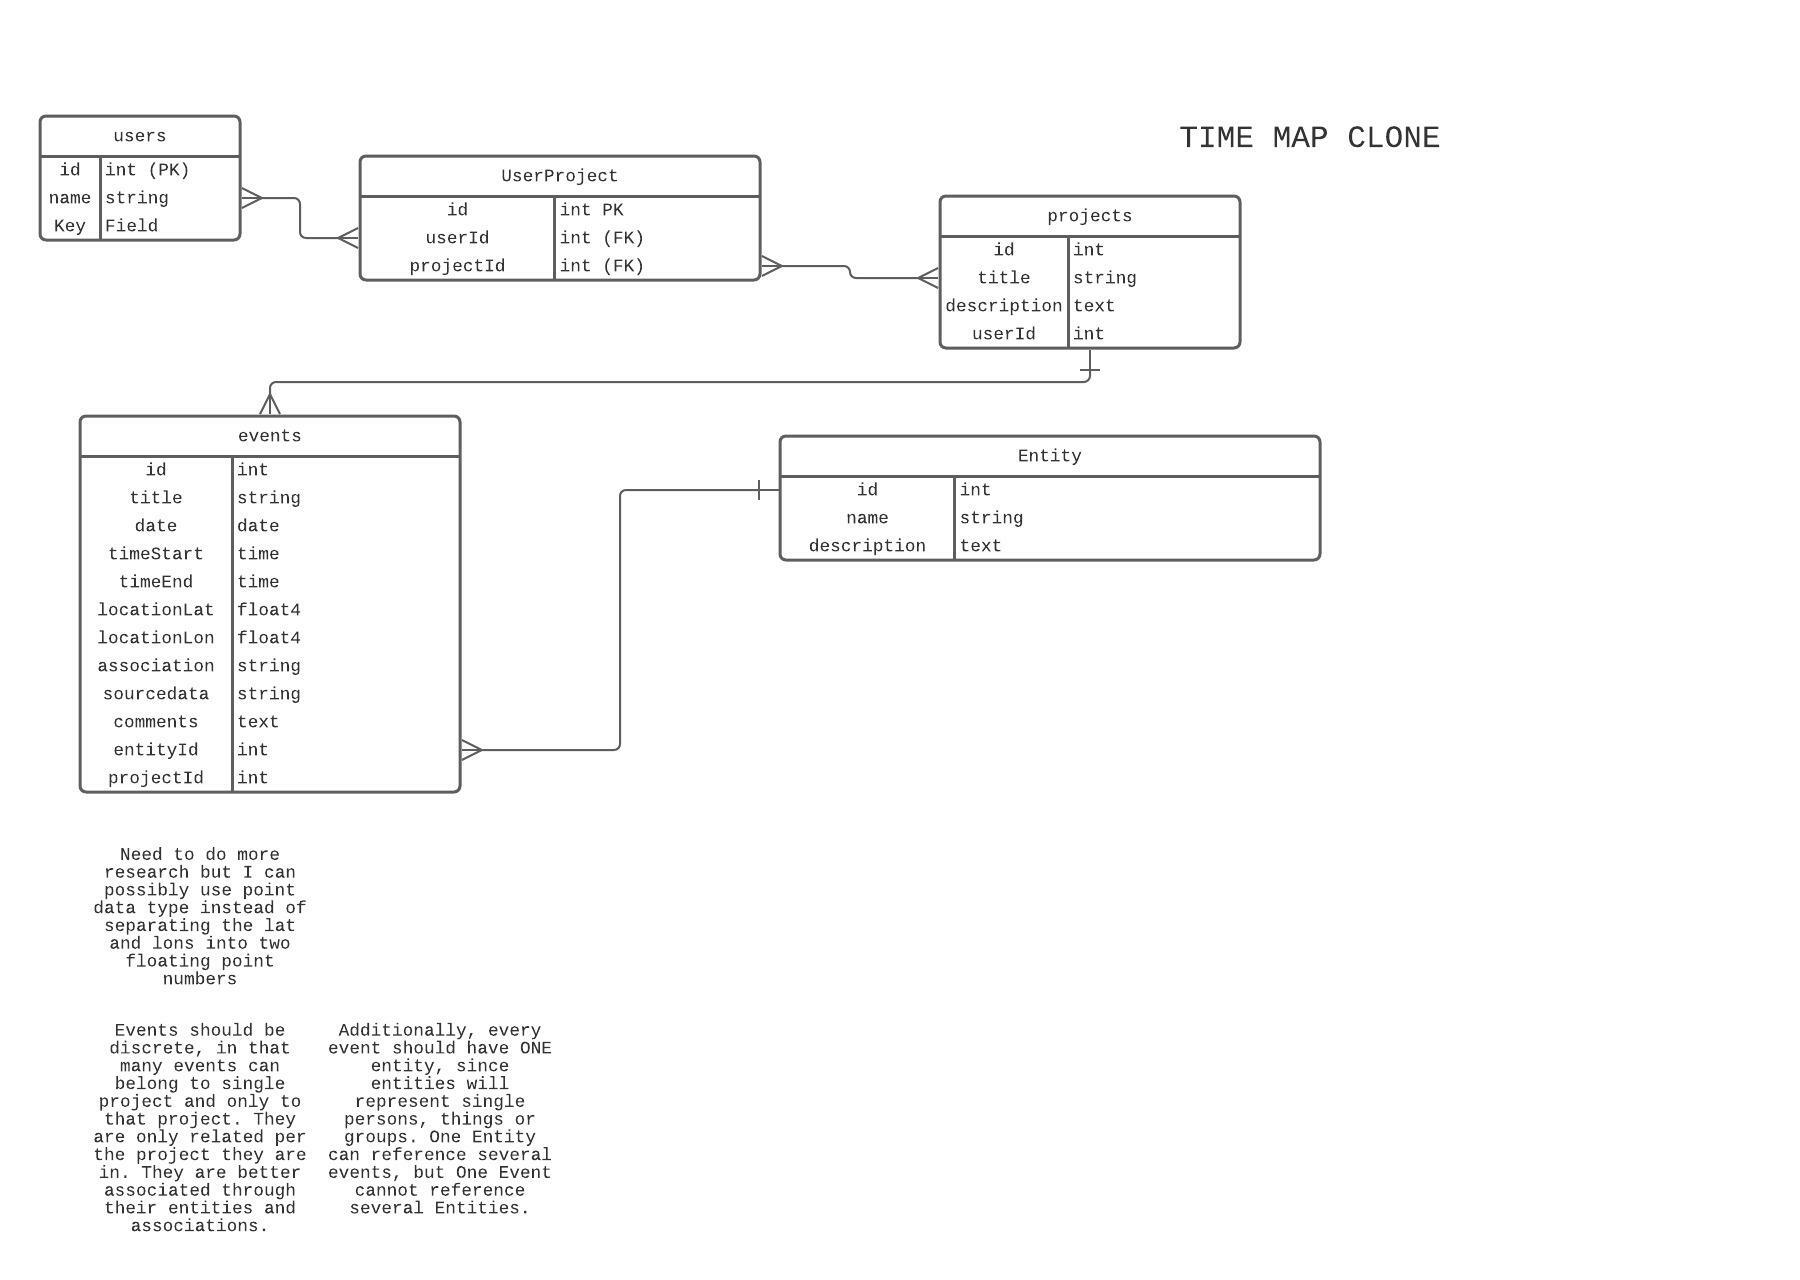 TIME MAP CLONE
users
id int (PK)
name string
Key Field
UserProject
id int PK
userId int (FK)
projectId int (FK)
projects
id int
title string
description text
userId int
events
id int
title string
date date
timeStart time
timeEnd time
locationLat float4
locationLon float4
association string
sourcedata string
comments text
entityId int
projectId int
Entity
id int
name string
description text
Need to do more
research but I can
possibly use point
data type instead of
separating the lat
and lons into two
floating point
numbers
Events should be
discrete, in that
many events can
belong to single
project and only to
that project. They
are only related per
the project they are
in. They are better
associated through
their entities and
associations.
Additionally, every
event should have ONE
entity, since
entities will
represent single
persons, things or
groups. One Entity
can reference several
events, but One Event
cannot reference
several Entities.